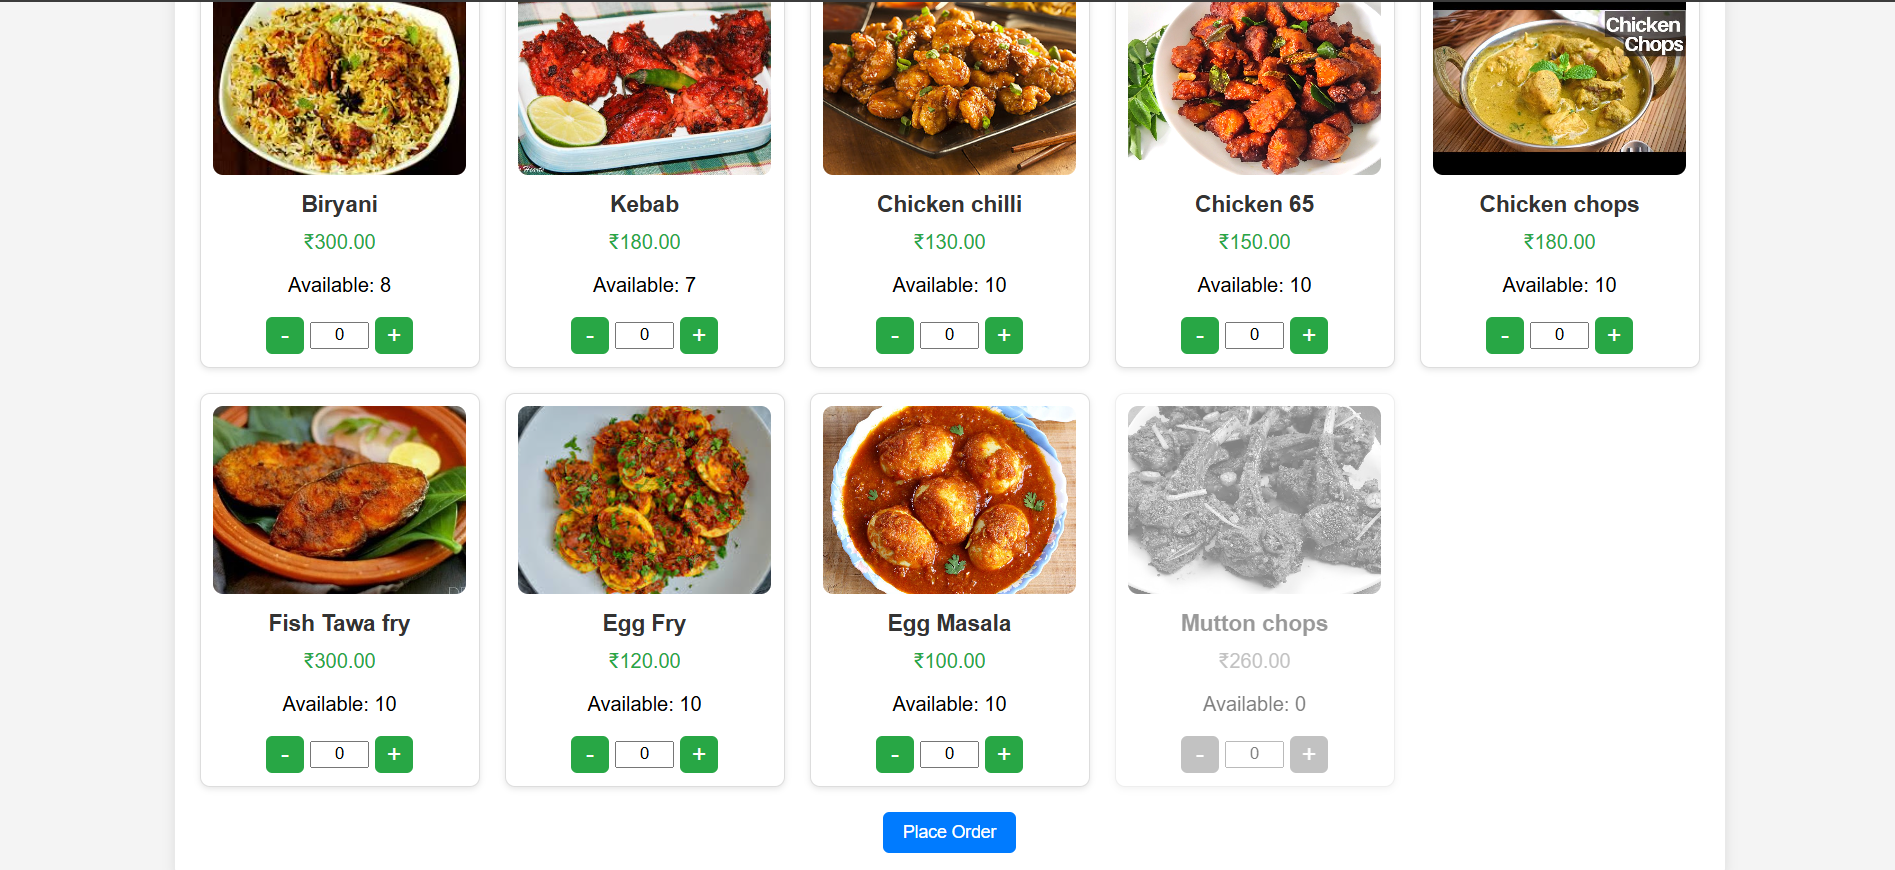 Chicken
Chops
Biryani
₹300.00
Available: 8
- 0 +
Kebab
₹180.00
Available: 7
- 0 +
Chicken chilli
₹130.00
Available: 10
- 0 +
Chicken 65
₹150.00
Available: 10
- 0 +
Chicken chops
₹180.00
Available: 10
- 0 +
Fish Tawa fry
₹300.00
Available: 10
- 0 +
Egg Fry
₹120.00
Available: 10
- 0 +
Egg Masala
₹100.00
Available: 10
- 0 +
Mutton chops
₹260.00
Available: 0
- 0 +
Place Order